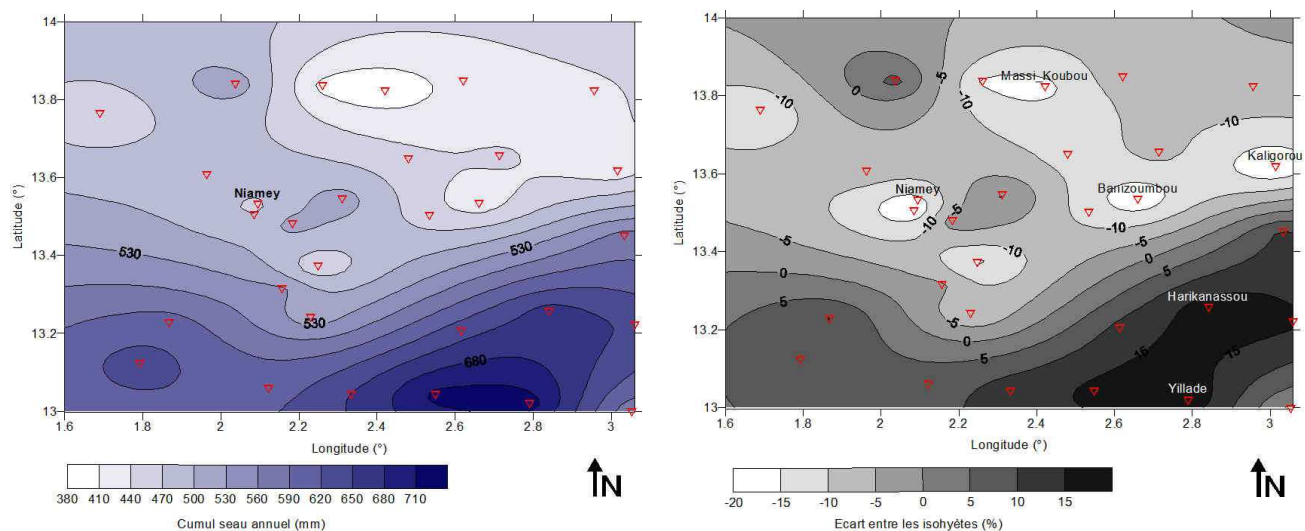 14
13.8
13.6
13.4
13.2
13
Latitude (°)
1.6 1.8 2 2.2 2.4 2.6 2.8 3
Longitude (°)
Niamey
530
530
530
680
380 410 440 470 500 530 560 590 620 650 680 710
Cumul seau annuel (mm)
N
14
13.8
13.6
13.4
13.2
13
Latitude (°)
1.6 1.8 2 2.2 2.4 2.6 2.8 3
Longitude (°)
-5
Massi_Koubou
0
-10
-10
-10
Kaligorou
Niamey
Banizoumbou
-5
-10
-10
-5
-5
-10
0
0
5
5
Harikanassou
-5
0
5
15
15
Yillade
-20 -15 -10 -5 0 5 10 15
Ecart entre les isohyètes (%)
N